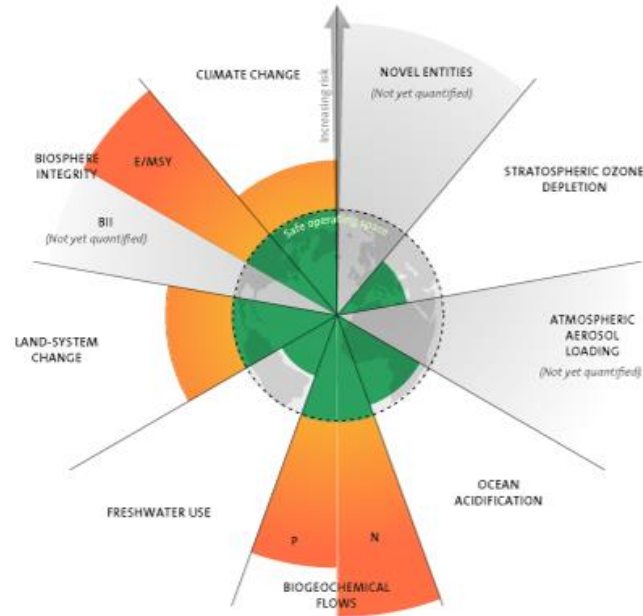 CLIMATE CHANGE
Increasing risk
NOVEL ENTITIES
(Not yet quantified)
STRATOSPHERIC OZONE
DEPLETION
ATMOSPHERIC
AEROSOL
LOADING
(Not yet quantified)
OCEAN
ACIDIFICATION
N
P
BIOGEOCHEMICAL
FLOWS
FRESHWATER USE
LAND-SYSTEM
CHANGE
BIOSPHERE
INTEGRITY
E/MSY
BII
(Not yet quantified)
Safe operating space